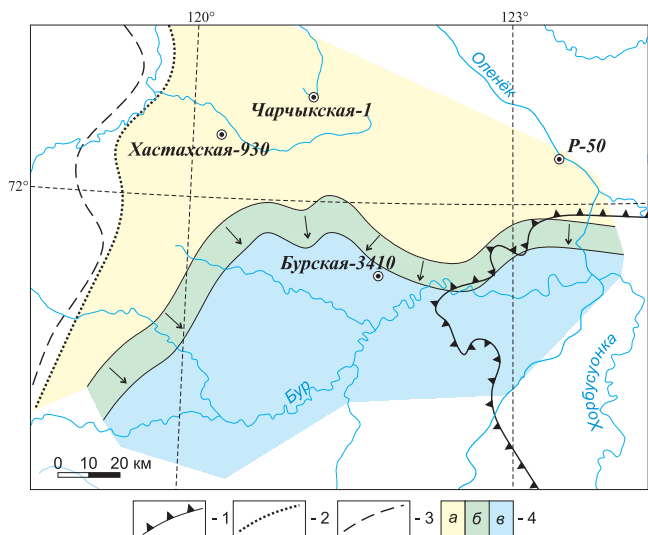 120°
123°
Оленёк
Чарчыкская-1
Хастахская-930
Р-50
72°
Бурская-3410
Бур
Хорбусуонка
0 10 20 км
- 1
- 2
- 3
а б в - 4